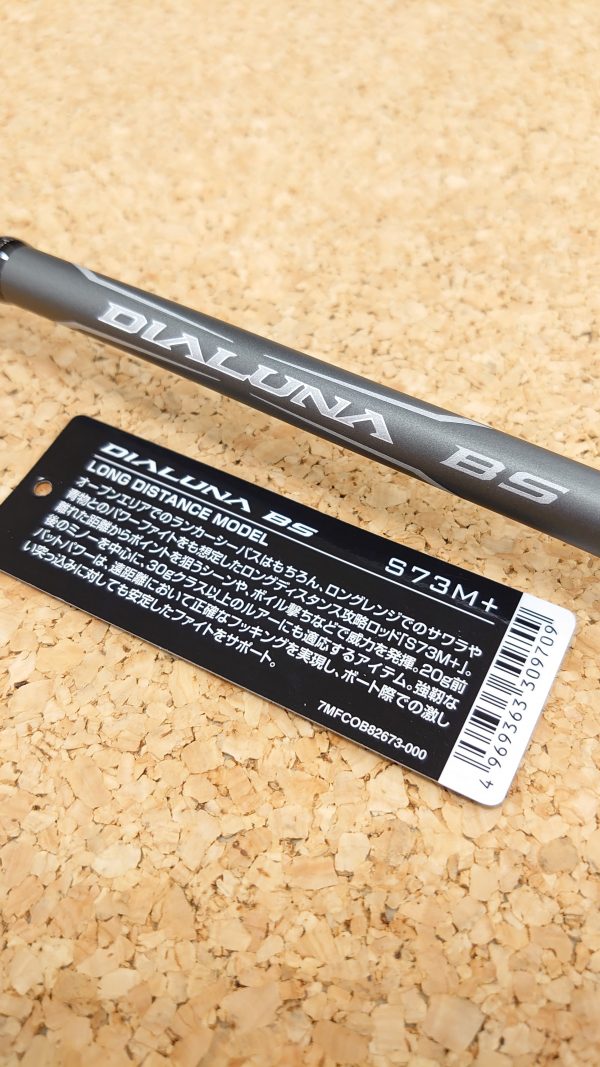 DIALUNA BS
DIALUNA BS
LONG DISTANCE MODEL
S73M+
オープンエリアでのランカーシーバスはもちろん、ロングレンジでのサワラや
青物とのパワーファイトをも想定したロングディスタンス攻略ロッド「S73M+」。
離れた距離からポイントを狙うシーンや、ボイル撃ちなどで威力を発揮。20g前
後のミノーを中心に、30gクラス以上のルアーにも適応するアイテム。強靭な
バットパワーは、遠距離において正確なフッキングを実現し、ボート際での激し
い突っ込みに対しても安定したファイトをサポート。
7MFCOB82673-000
4 969363 309709